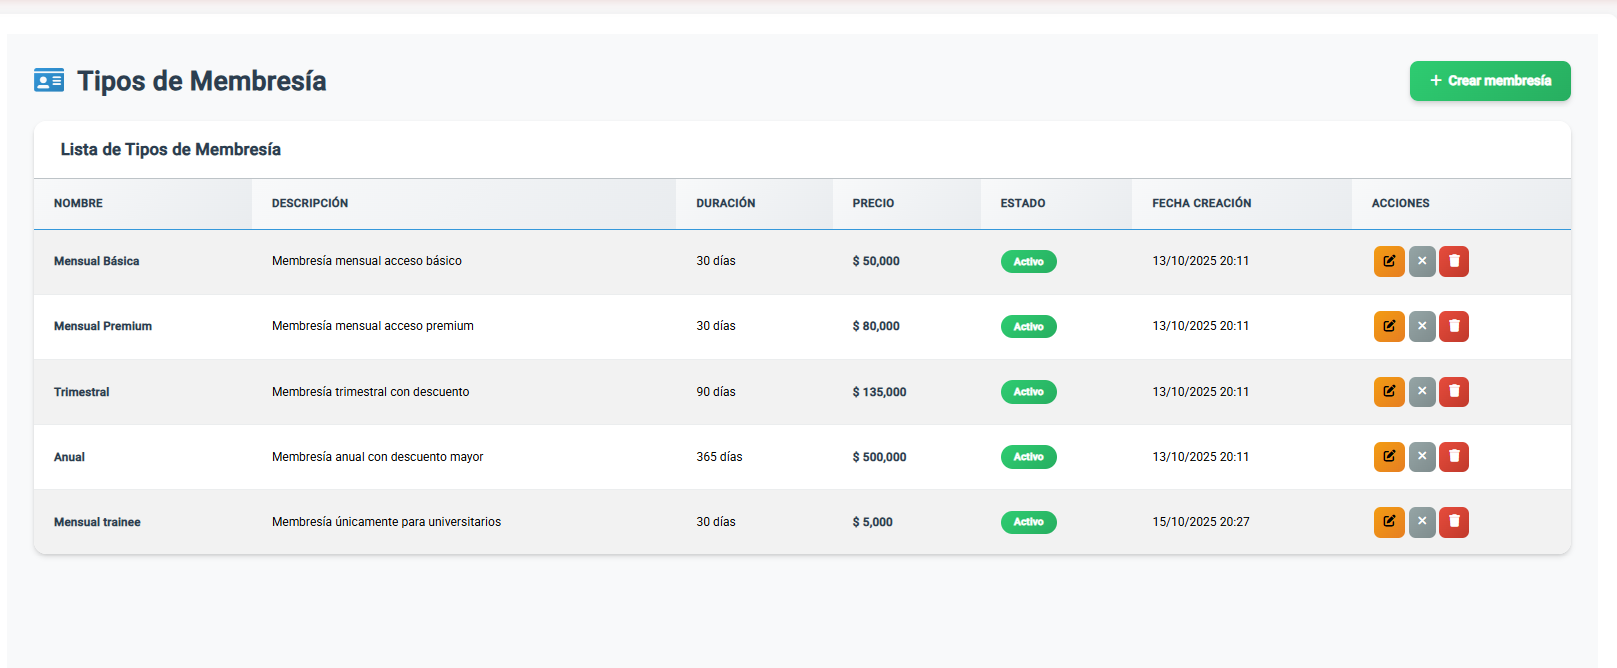 Tipos de Membresía
+ Crear membresía
Lista de Tipos de Membresía
NOMBRE DESCRIPCIÓN DURACIÓN PRECIO ESTADO FECHA CREACIÓN ACCIONES
Mensual Básica Membresía mensual acceso básico 30 días $ 50,000 Activo 13/10/2025 20:11
Mensual Premium Membresía mensual acceso premium 30 días $ 80,000 Activo 13/10/2025 20:11
Trimestral Membresía trimestral con descuento 90 días $ 135,000 Activo 13/10/2025 20:11
Anual Membresía anual con descuento mayor 365 días $ 500,000 Activo 13/10/2025 20:11
Mensual trainee Membresía únicamente para universitarios 30 días $ 5,000 Activo 15/10/2025 20:27